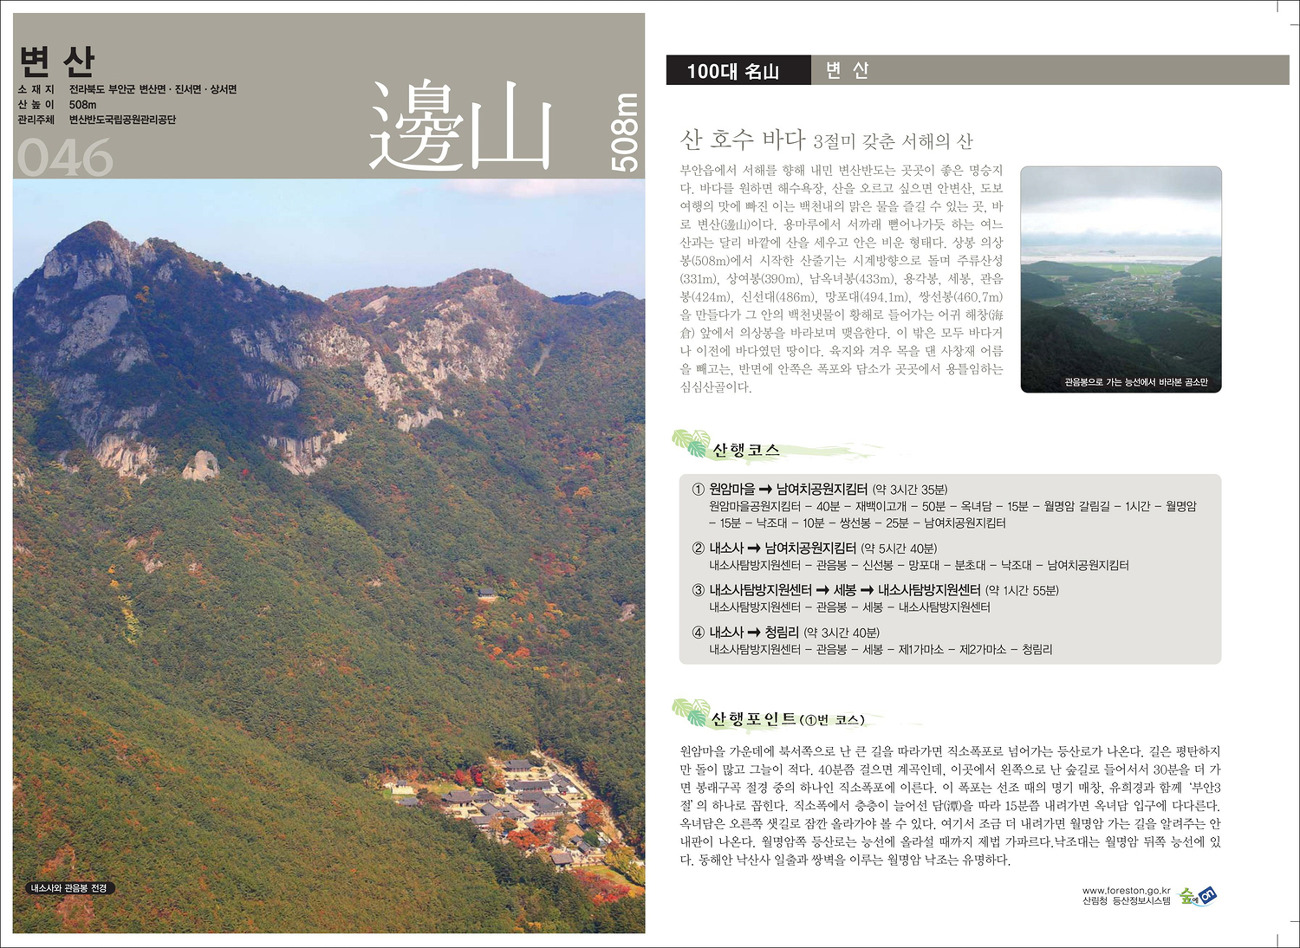 변 산
소 재 지 전라북도 부안군 변산면 · 진서면 · 상서면
산 높 이 508m
관리주체 변산반도국립공원관리공단
046
邊山
508m
내소사와 관음봉 전경
100대 名山 변 산
산 호수 바다 3절미 갖춘 서해의 산
부안읍에서 서해를 향해 내민 변산반도는 곳곳이 좋은 명승지
다. 바다를 원하면 해수욕장, 산을 오르고 싶으면 안변산, 도보
여행의 맛에 빠진 이는 백천내의 맑은 물을 즐길 수 있는 곳, 바
로 변산(邊山)이다. 용마루에서 서까래 뻗어나가듯 하는 여느
산과는 달리 바깥에 산을 세우고 안은 비운 형태다. 상봉 의상
봉(508m)에서 시작한 산줄기는 시계방향으로 돌며 주류산성
(331m), 상여봉(390m), 남옥녀봉(433m), 용각봉, 세봉, 관음
봉(424m), 신선대(486m), 망포대(494.1m), 쌍선봉(460.7m)
을 만들다가 그 안의 백천냇물이 황해로 들어가는 어귀 해창(海
倉) 앞에서 의상봉을 바라보며 맺음한다. 이 밖은 모두 바다거
나 이전에 바다였던 땅이다. 육지와 겨우 목을 댄 사창재 어름
을 빼고는, 반면에 안쪽은 폭포와 담소가 곳곳에서 용틀임하는
심심산골이다.
관음봉으로 가는 능선에서 바라본 곰소만
산행코스
① 원암마을 ➞ 남여치공원지킴터 (약 3시간 35분)
원암마을공원지킴터 – 40분 – 재백이고개 – 50분 – 옥녀담 – 15분 – 월명암 갈림길 – 1시간 – 월명암
– 15분 – 낙조대 – 10분 – 쌍선봉 – 25분 – 남여치공원지킴터
② 내소사 ➞ 남여치공원지킴터 (약 5시간 40분)
내소사탐방지원센터 – 관음봉 – 신선봉 – 망포대 – 분초대 – 낙조대 – 남여치공원지킴터
③ 내소사탐방지원센터 ➞ 세봉 ➞ 내소사탐방지원센터 (약 1시간 55분)
내소사탐방지원센터 – 관음봉 – 세봉 – 내소사탐방지원센터
④ 내소사 ➞ 청림리 (약 3시간 40분)
내소사탐방지원센터 – 관음봉 – 세봉 – 제1가마소 – 제2가마소 – 청림리
산행포인트(①번 코스)
원암마을 가운데에 북서쪽으로 난 큰 길을 따라가면 직소폭포로 넘어가는 등산로가 나온다. 길은 평탄하지
만 돌이 많고 그늘이 적다. 40분쯤 걸으면 계곡인데, 이곳에서 왼쪽으로 난 숲길로 들어서서 30분을 더 가
면 봉래구곡 절경 중의 하나인 직소폭포에 이른다. 이 폭포는 선조 때의 명기 매창, 유희경과 함께 '부안3
절' 의 하나로 꼽힌다. 직소폭에서 층층이 늘어선 담(潭)을 따라 15분쯤 내려가면 옥녀담 입구에 다다른다.
옥녀담은 오른쪽 샛길로 잠깐 올라가야 볼 수 있다. 여기서 조금 더 내려가면 월명암 가는 길을 알려주는 안
내판이 나온다. 월명암쪽 등산로는 능선에 올라설 때까지 제법 가파르다.낙조대는 월명암 뒤쪽 능선에 있
다. 동해안 낙산사 일출과 쌍벽을 이루는 월명암 낙조는 유명하다.
www.foreston.go.kr
산림청 등산정보시스템
숲에on